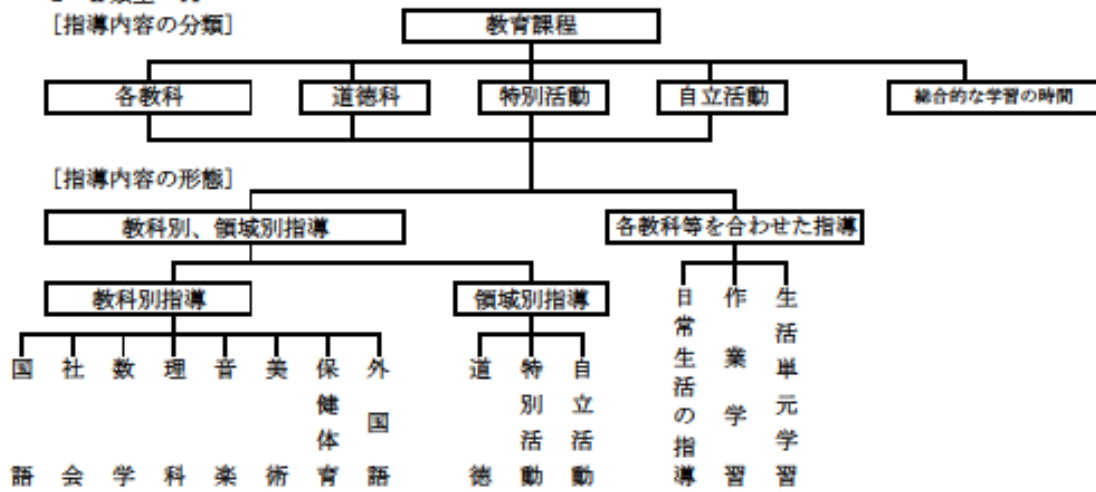 [指導内容の分類]
教育課程
各教科
道徳科
特別活動
自立活動
総合的な学習の時間
[指導内容の形態]
教科別、領域別指導
各教科等を合わせた指導
教科別指導
領域別指導
国語
社会
数学
理科
音楽
美術
保健体育
外国語
道徳
特別活動
自立活動
日常生活の指導
作業学習
生活単元学習